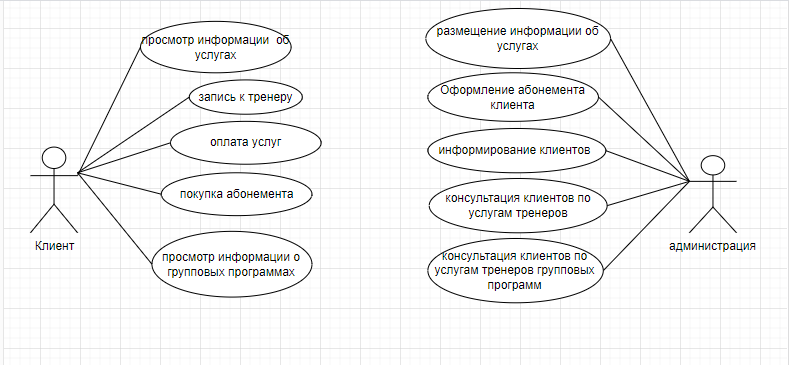 просмотр информации об
услугах
запись к тренеру
оплата услуг
покупка абонемента
просмотр информации о
групповых программах
Клиент
размещение информации об
услугах
Оформление абонемента
клиента
информирование клиентов
консультация клиентов по
услугам тренеров
консультация клиентов по
услугам тренеров групповых
программ
администрация